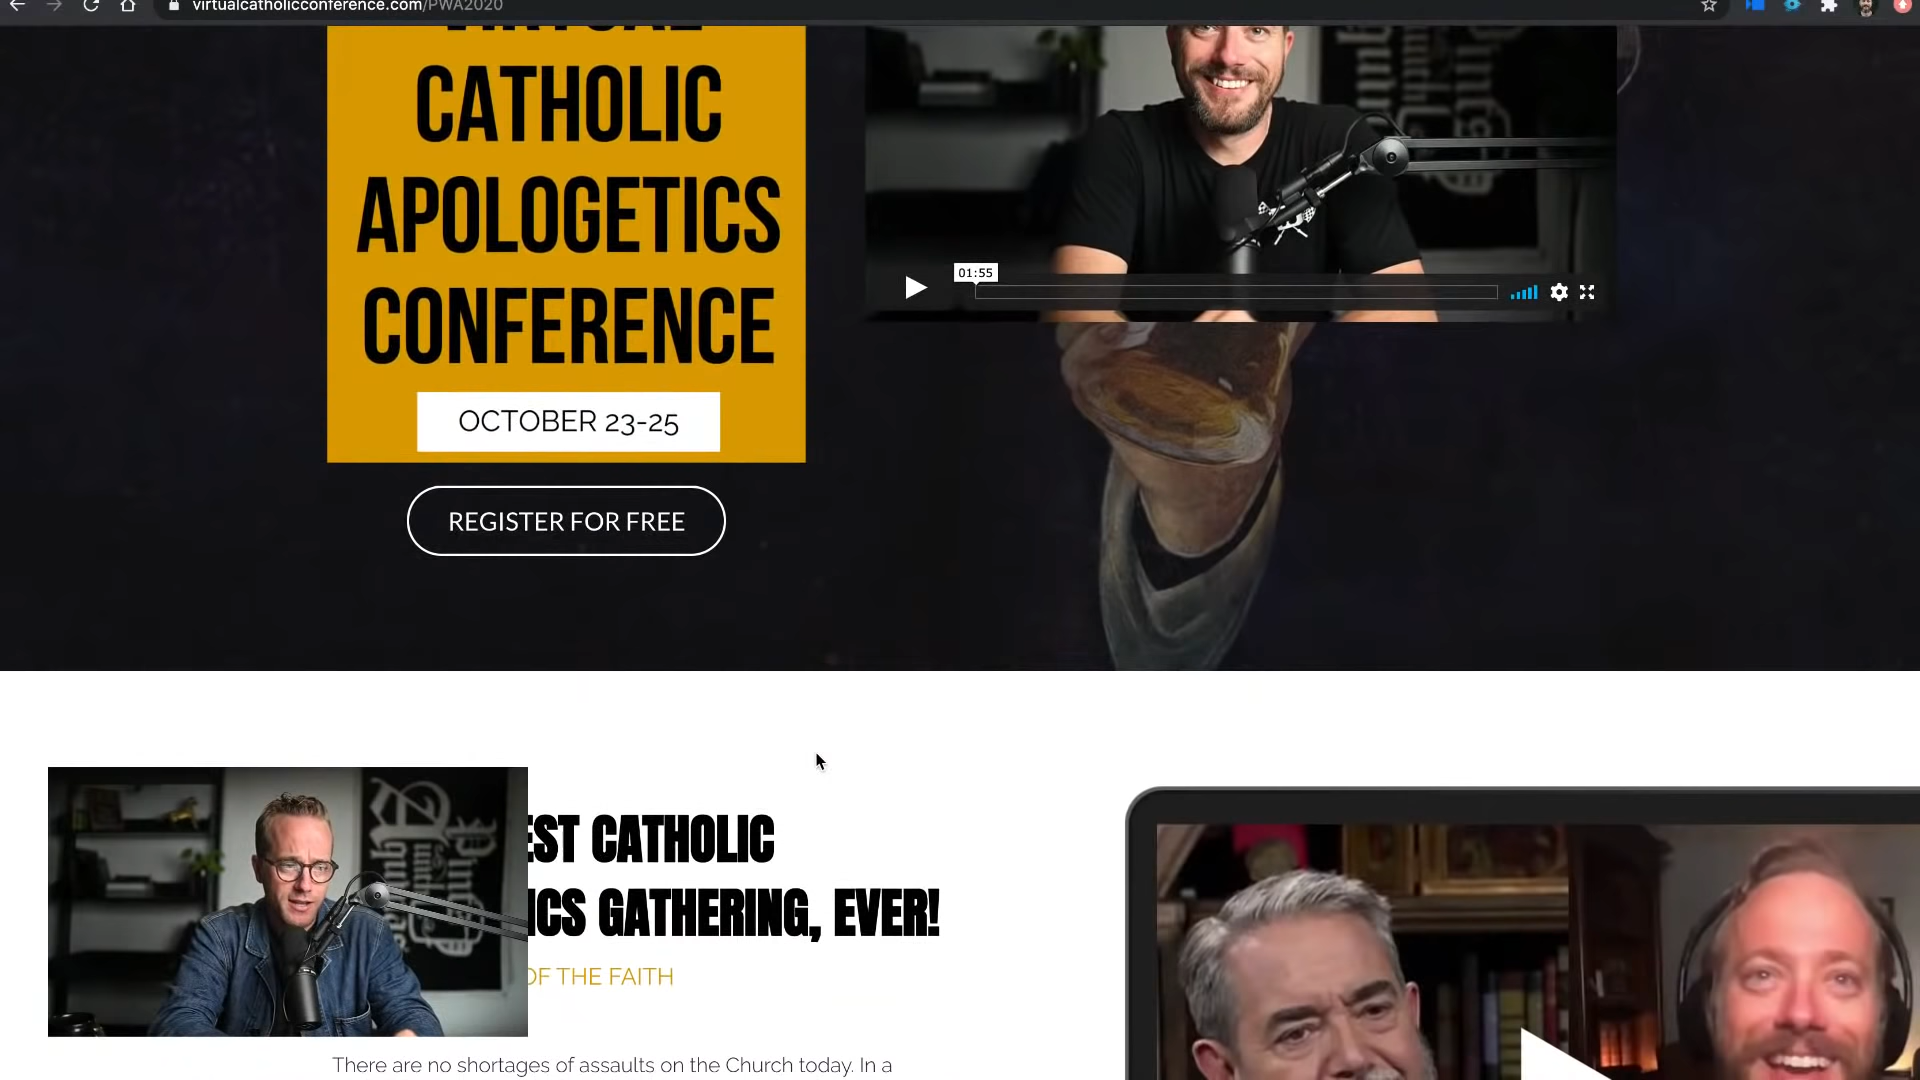 virtualcatholicconference.com/PWA2020
VIRTUAL
CATHOLIC
APOLOGETICS
CONFERENCE
OCTOBER 23-25
REGISTER FOR FREE
01:55
EST CATHOLIC
ICS GATHERING, EVER!
OF THE FAITH
There are no shortages of assaults on the Church today. In a